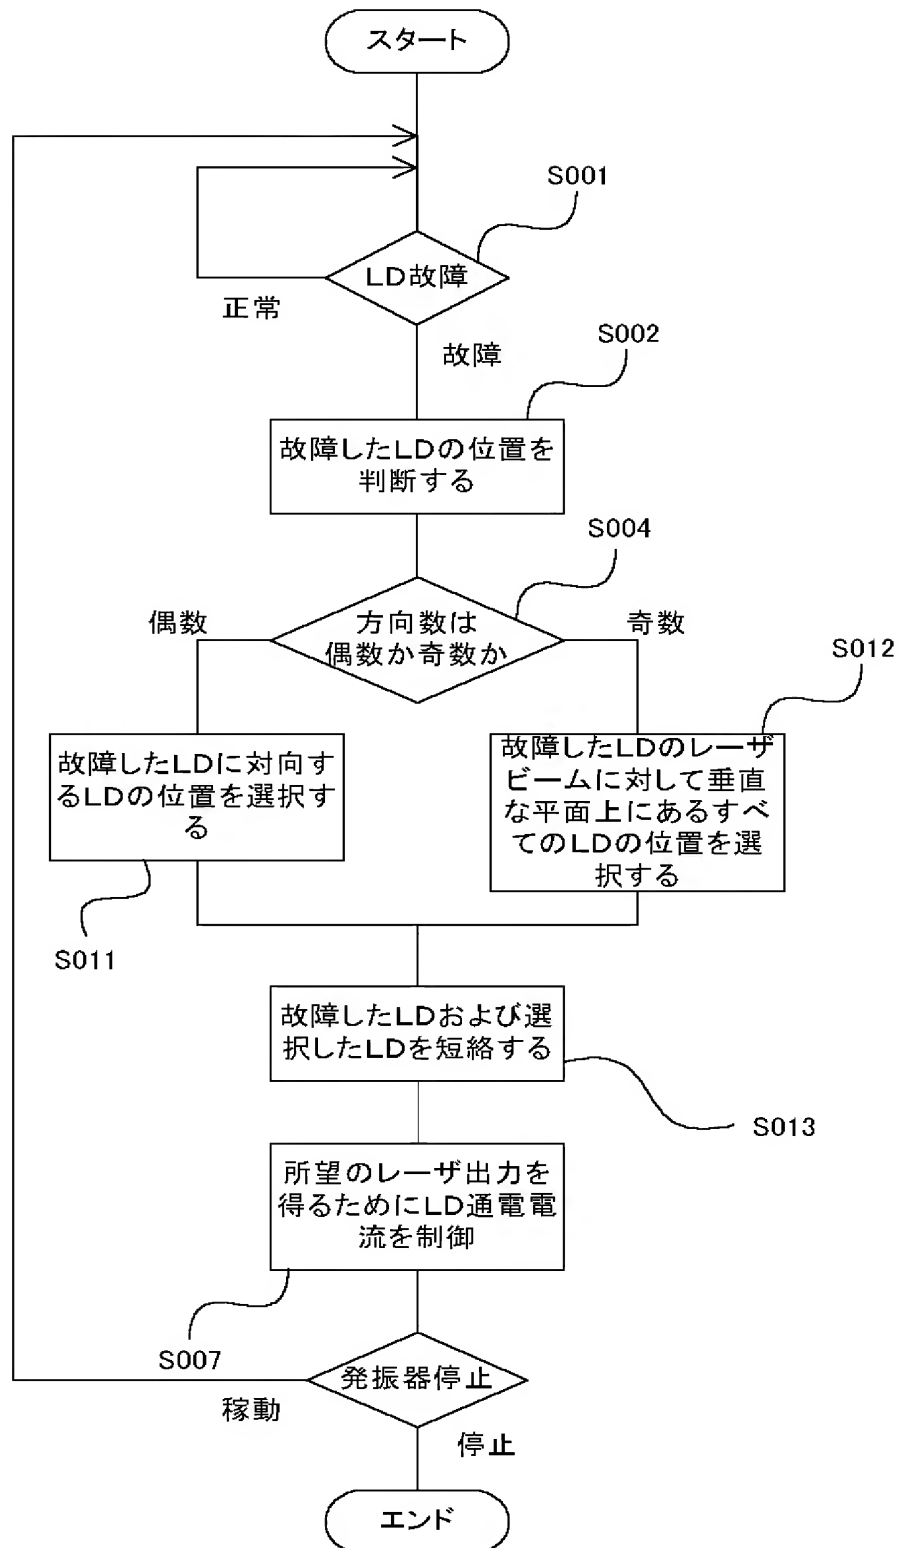 スタート
S001
LD故障
正常
故障
S002
故障したLDの位置を
判断する
S004
偶数
方向数は
偶数か奇数か
奇数
S012
故障したLDに対向す
るLDの位置を選択す
る
故障したLDのレーザ
ビームに対して垂直
な平面上にあるすべ
てのLDの位置を選
択する
S011
故障したLDおよび選
択したLDを短絡する
S013
所望のレーザ出力を
得るためにLD通電電
流を制御
S007
発振器停止
稼動
停止
エンド